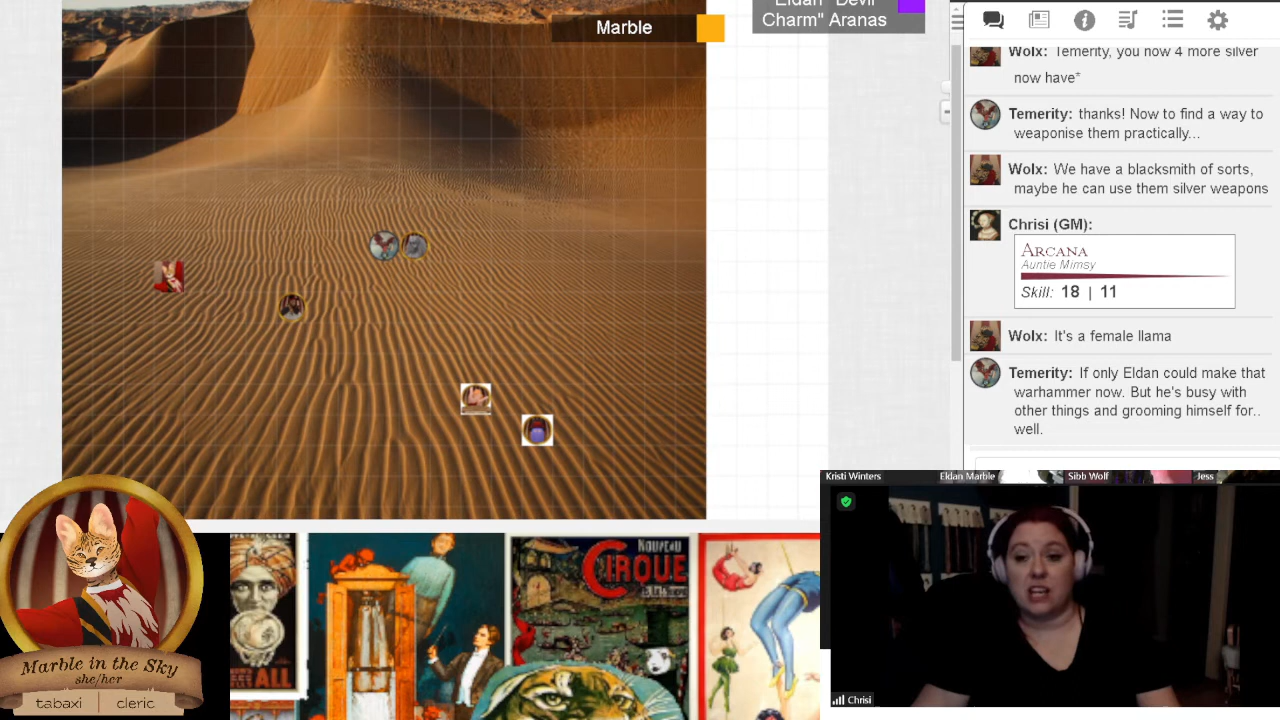 Eldan "Devil
Charm" Aranas
Marble
Wolx: Temerity, you now 4 more silver
now have*
Temerity: thanks! Now to find a way to
weaponise them practically...
Wolx: We have a blacksmith of sorts,
maybe he can use them silver weapons
Chrisi (GM):
ARCANA
Auntie Mimsy
Skill: 18 | 11
Wolx: It's a female llama
Temerity: If only Eldan could make that
warhammer now. But he's busy with
other things and grooming himself for..
well.
Kristi Winters
Eldan Marble
Sibb Wolf
Jess
Chrisi
NOUVEAU
CIRQUE
ALL
Marble in the Sky
she/her
tabaxi | cleric